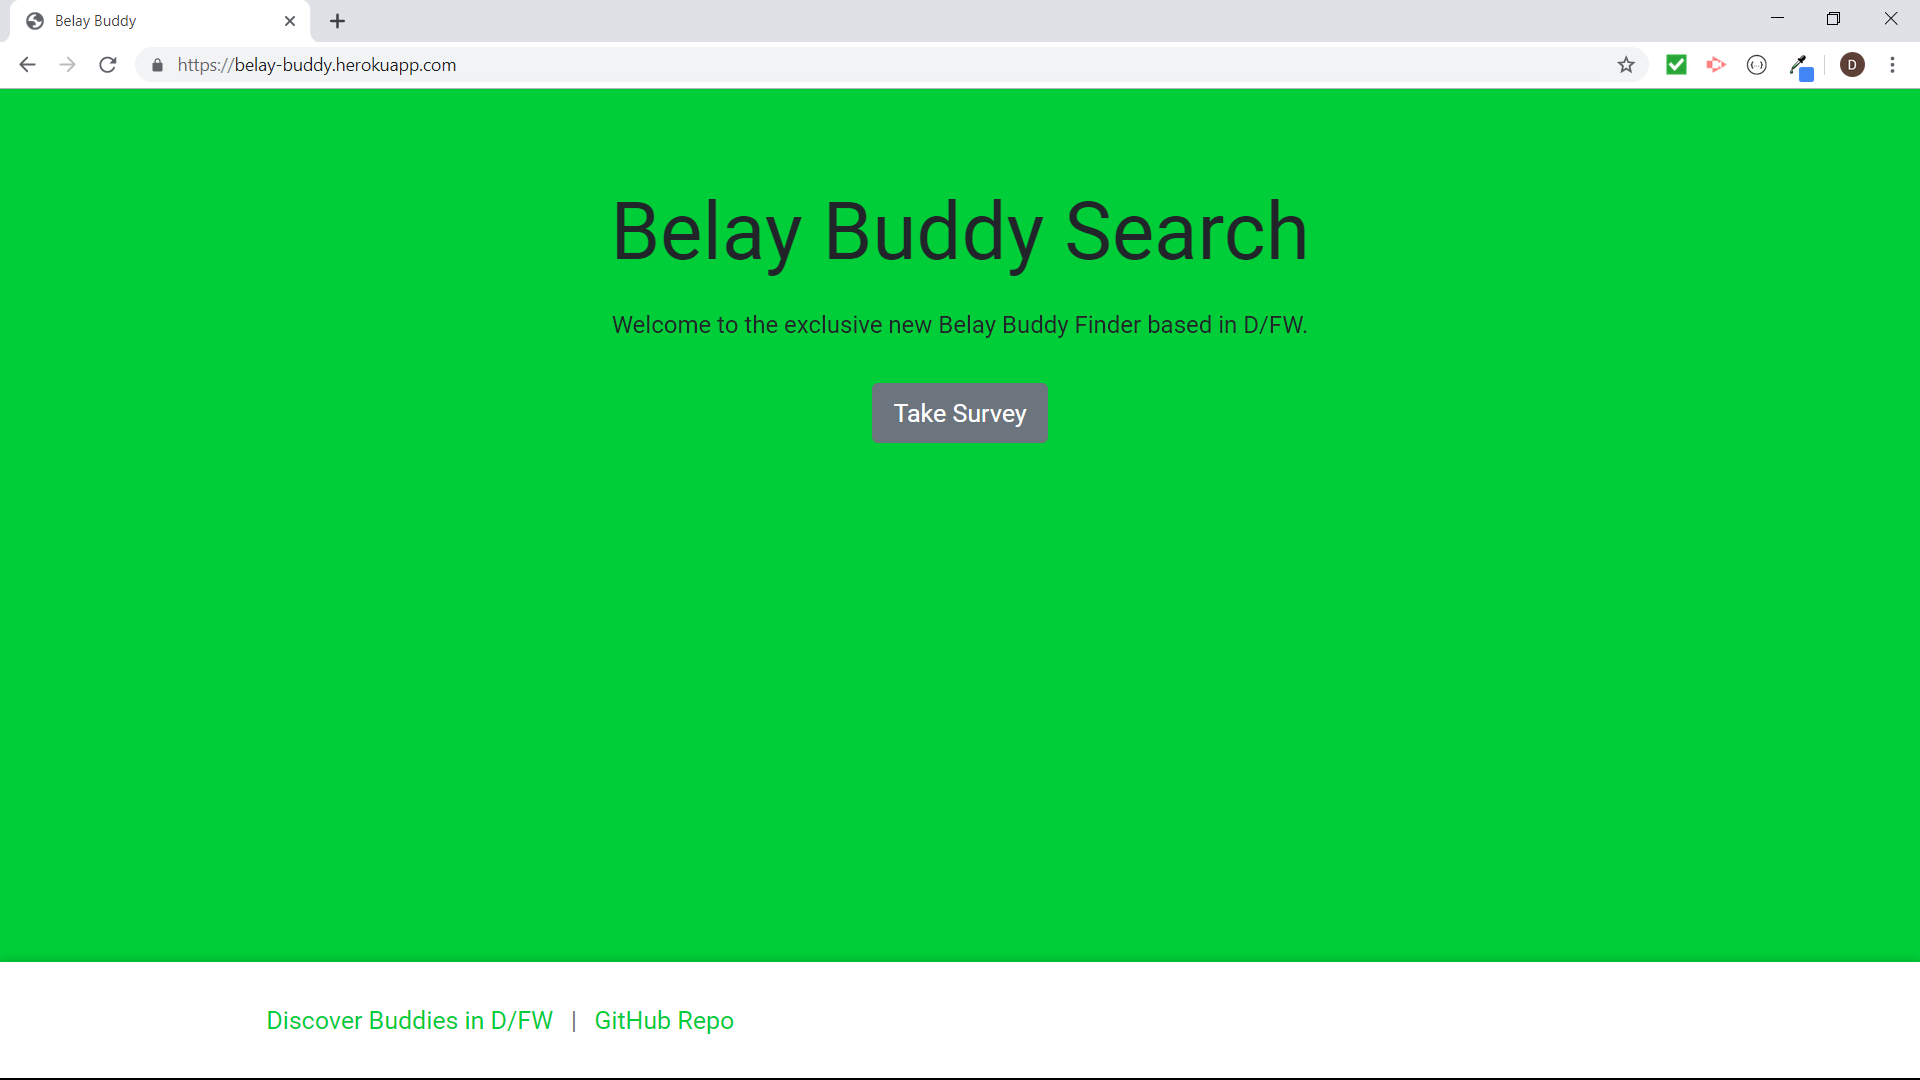 Belay Buddy
https://belay-buddy.herokuapp.com
D
Belay Buddy Search
Welcome to the exclusive new Belay Buddy Finder based in D/FW.
Take Survey
Discover Buddies in D/FW | GitHub Repo